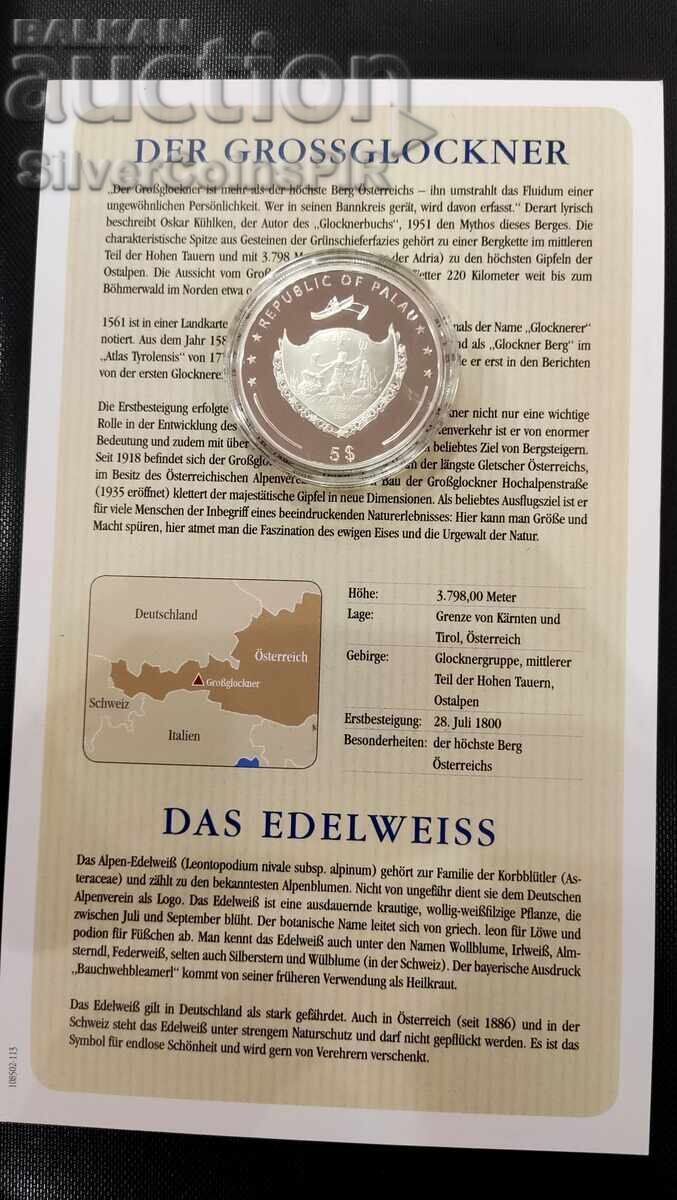 BALKAN
auction
SilverCoinsPIR
DER GROSSGLOCKNER
„Der Großglockner ist mehr als der höchste Berg Österreichs – ihn umstrahlt das Fluidum einer
ungewöhnlichen Persönlichkeit. Wer in seinen Bannkreis gerät, wird davon erfasst." Derart lyrisch
beschreibt Oskar Kühlken, der Autor des „Glocknerbuchs", 1951 den Mythos dieses Berges. Die
charakteristische Spitze aus Gesteinen der Grünschieferfazies gehört zu einer Bergkette im mittleren
Teil der Hohen Tauern und mit 3.798 der Adria) zu den höchsten Gipfeln der
Ostalpen. Die Aussicht vom 220 Kilometer weit bis zum
Böhmerwald im Norden etwa
REPUBLIC OF PALAU
5$
1561 ist in einer Landkarte der Name „Glocknerer"
notiert. Aus dem Jahr als „Glockner Berg" im
„Atlas Tyrolensis" von er erst in den Berichten
von der ersten
Die Erstbesteigung erfolgte nicht nur eine wichtige
Rolle in der Entwicklung des ist er von enormer
Bedeutung und zudem mit über beliebtes Ziel von Bergsteigern.
Seit 1918 befindet sich der der längste Gletscher Österreichs,
im Besitz des Österreichischen Bau der Großglockner Hochalpenstraße
(1935 eröffnet) klettert der majestätische Gipfel in neue Dimensionen. Als beliebtes Ausflugsziel ist er
für viele Menschen der Inbegriff eines beeindruckenden Naturerlebnisses: Hier kann man Größe und
Macht spüren, hier atmet man die Faszination des ewigen Eises und die Urgewalt der Natur.
Deutschland
Österreich
Großglockner
Schweiz
Italien
Höhe: 3.798,00 Meter
Lage: Grenze von Kärnten und
Tirol, Österreich
Gebirge: Glocknergruppe, mittlerer
Teil der Hohen Tauern,
Ostalpen
Erstbesteigung: 28. Juli 1800
Besonderheiten: der höchste Berg
Österreichs
DAS EDELWEISS
Das Alpen-Edelweiß (Leontopodium nivale subsp. alpinum) gehört zur Familie der Korbblütler (As-
teraceae) und zählt zu den bekanntesten Alpenblumen. Nicht von ungefähr dient sie dem Deutschen
Alpenverein als Logo. Das Edelweiß ist eine ausdauernde krautige, wollig-weißfilzige Pflanze, die
zwischen Juli und September blüht. Der botanische Name leitet sich von griech. leon für Löwe und
podion für Füßchen ab. Man kennt das Edelweiß auch unter den Namen Wollblume, Irlweiß, Alm-
sterndl, Federweiß, selten auch Silberstern und Wülblume (in der Schweiz). Der bayerische Ausdruck
„Bauchwehbleamerl" kommt von seiner früheren Verwendung als Heilkraut.
Das Edelweiß gilt in Deutschland als stark gefährdet. Auch in Österreich (seit 1886) und in der
Schweiz steht das Edelweiß unter strengem Naturschutz und darf nicht gepflückt werden. Es ist das
Symbol für endlose Schönheit und wird gern von Verehrern verschenkt.
108502-113